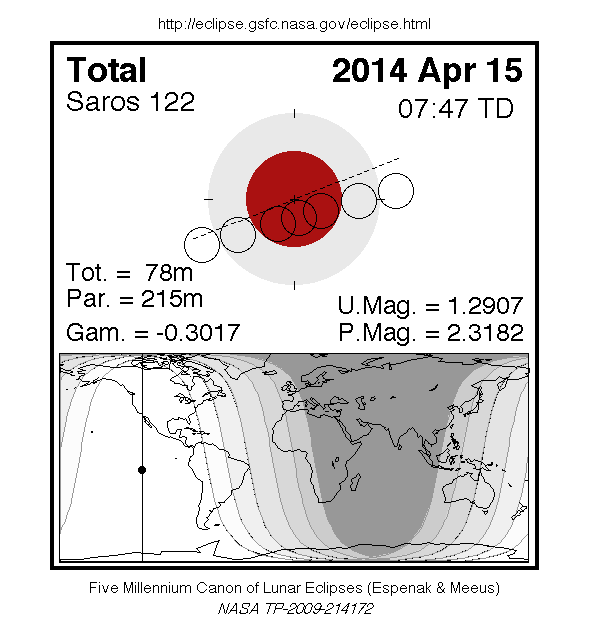 http://eclipse.gsfc.nasa.gov/eclipse.html
Total
2014 Apr 15
Saros 122
07:47 TD
Tot. = 78m
Par. = 215m
Gam. = -0.3017
U.Mag. = 1.2907
P.Mag. = 2.3182
Five Millennium Canon of Lunar Eclipses (Espenak & Meeus)
NASA TP-2009-214172